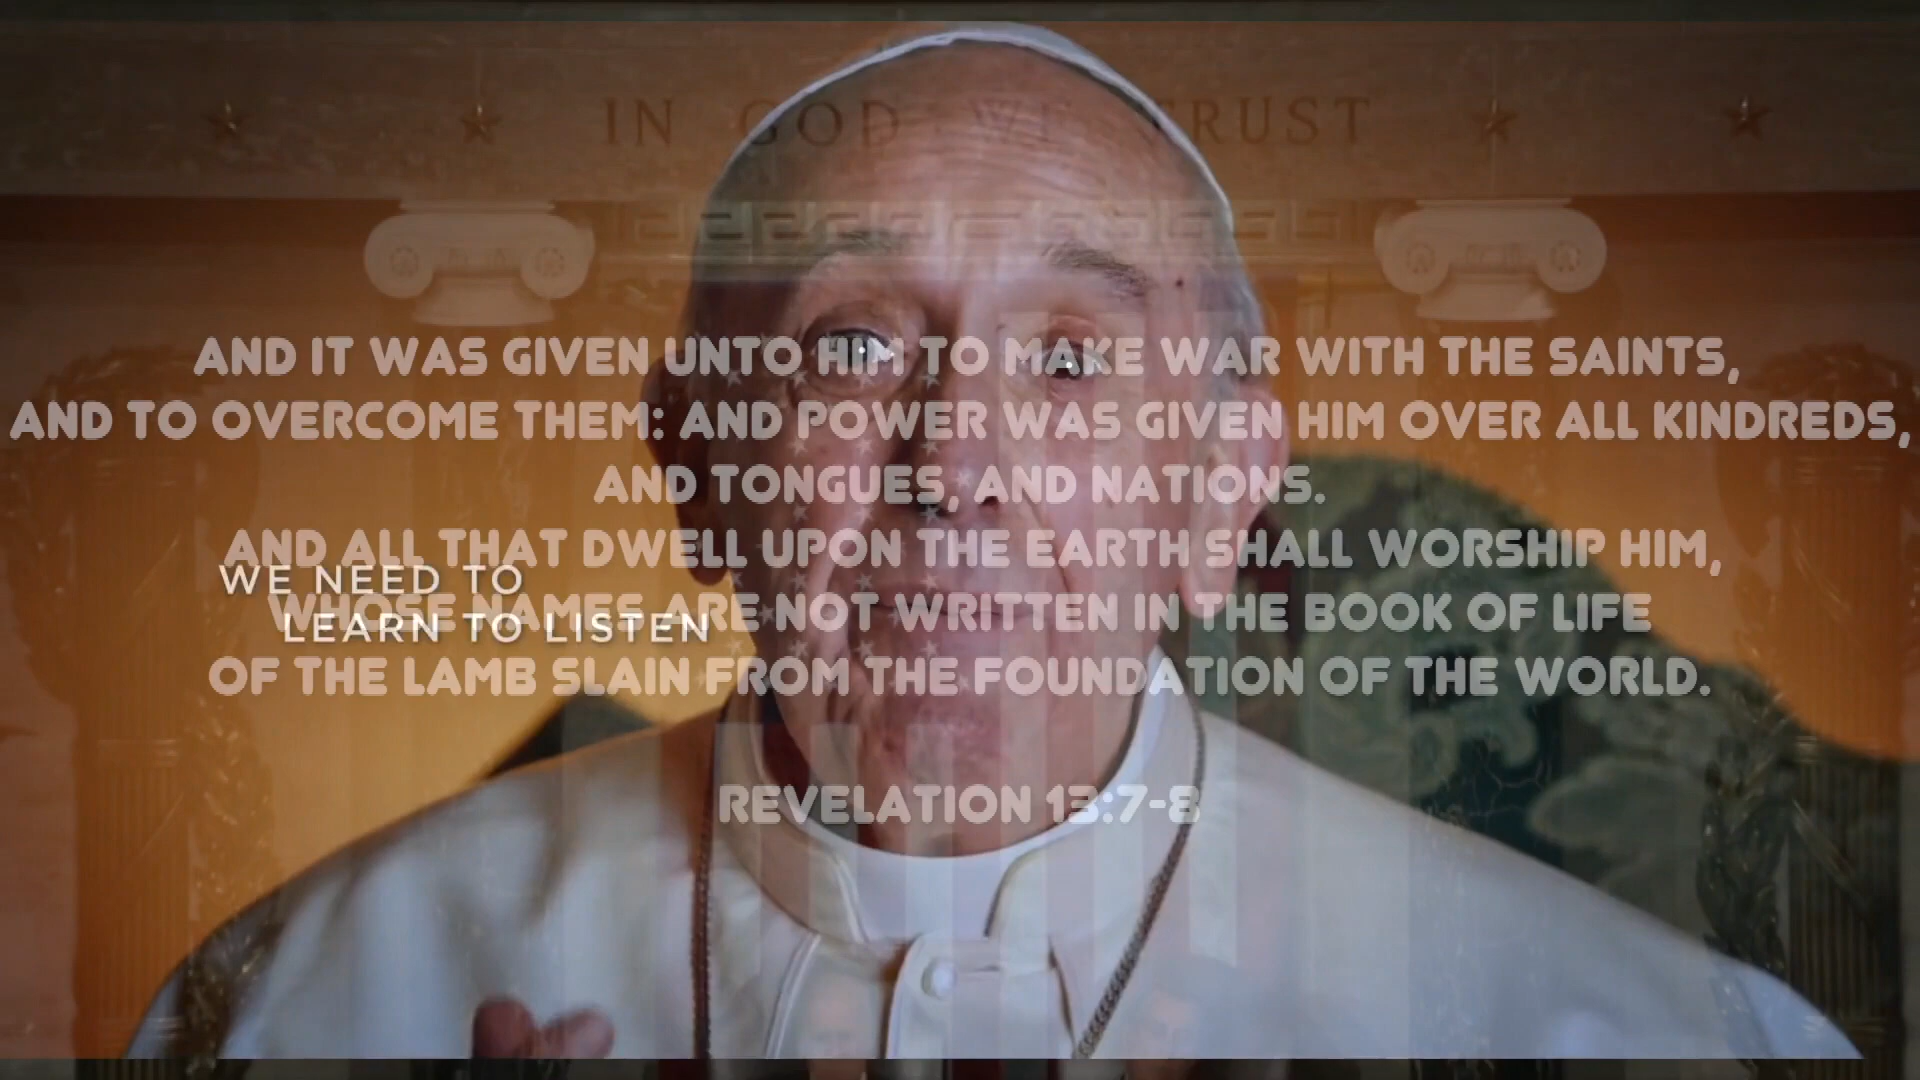 IN GOD WE TRUST
AND IT WAS GIVEN UNTO HIM TO MAKE WAR WITH THE SAINTS,
AND TO OVERCOME THEM: AND POWER WAS GIVEN HIM OVER ALL KINDREDS,
AND TONGUES, AND NATIONS.
AND ALL THAT DWELL UPON THE EARTH SHALL WORSHIP HIM,
WE NEED TO
WHOSE NAMES ARE NOT WRITTEN IN THE BOOK OF LIFE
LEARN TO LISTEN
OF THE LAMB SLAIN FROM THE FOUNDATION OF THE WORLD.
REVELATION 13:7-8